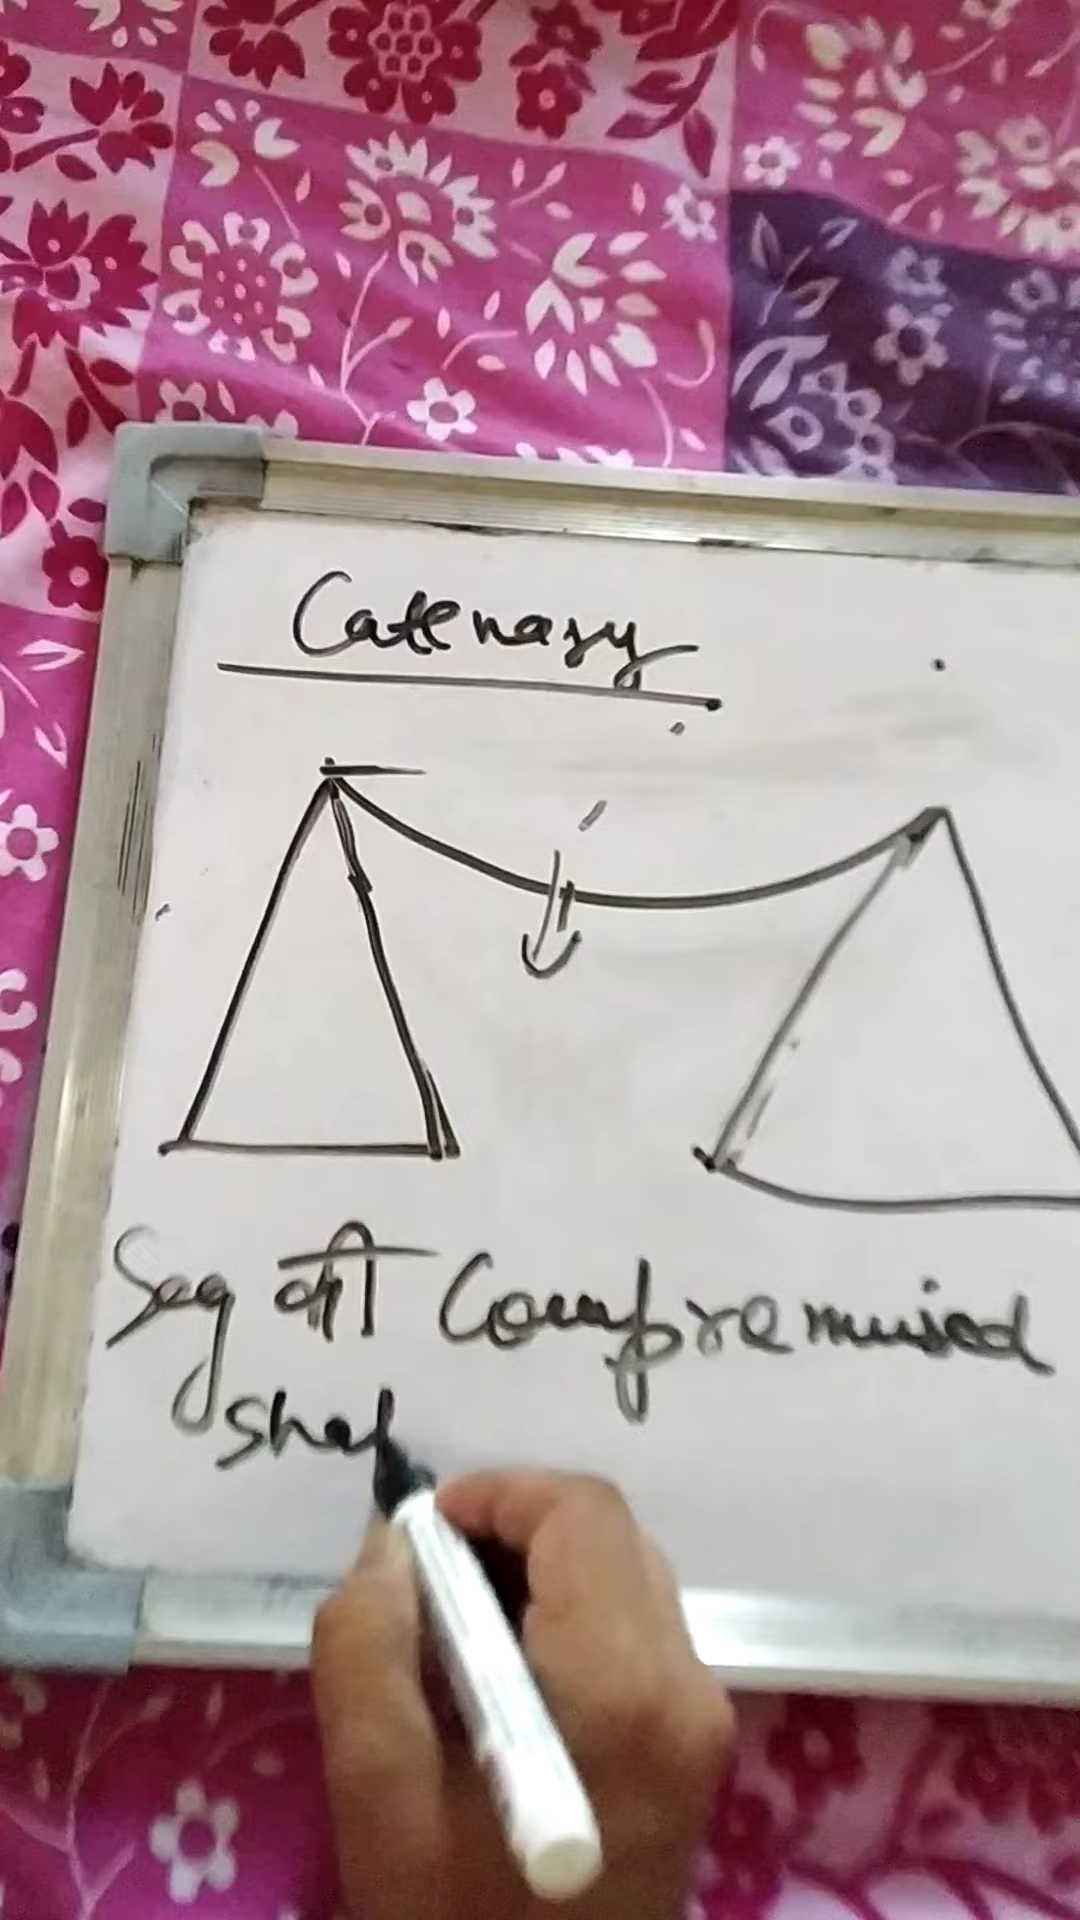 Catenary
Sag की Compremised
Shap